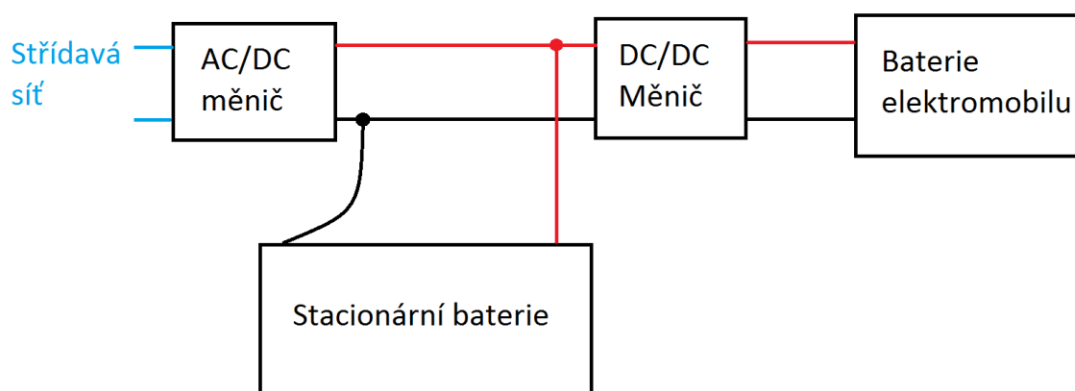 Střídavá
síť
AC/DC
měnič
DC/DC
Měnič
Baterie
elektromobilu
Stacionární baterie